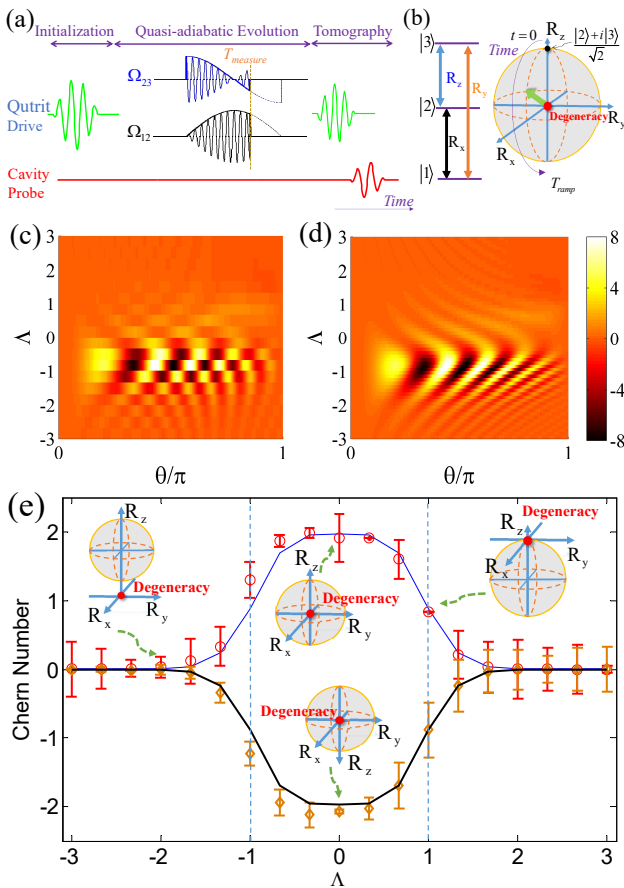 (a)
Initialization Quasi-adiabatic Evolution Tomography
T_measure
Ω₂₃
Qutrit
Drive
Ω₁₂
Cavity
Probe
Time
(b)
t=0
R_z
|2⟩+i|3⟩
√2
|3⟩
Time
R_z
R_y
|2⟩
Degeneracy
R_y
R_x
R_x
|1⟩
T_ramp
(c)
3
2
1
Λ 0
-1
-2
-3
0 1
θ/π
(d)
3
2
1
Λ 0
-1
-2
-3
0 1
θ/π
8
4
0
-4
-8
(e)
Chern Number
2
1
0
-1
-2
R_z
Degeneracy
R_x R_y
R_z
Degeneracy
R_x R_y
Degeneracy
R_z
R_y
R_x
Degeneracy
R_y
R_x
R_z
-3 -2 -1 0 1 2 3
Λ